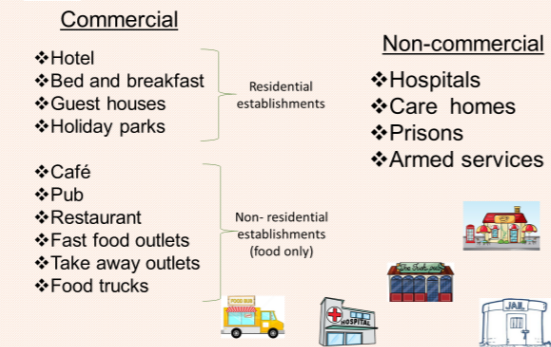 Commercial
❖Hotel
❖Bed and breakfast
❖Guest houses
❖Holiday parks
Residential
establishments
❖Café
❖Pub
❖Restaurant
❖Fast food outlets
❖Take away outlets
❖Food trucks
Non- residential
establishments
(food only)
Non-commercial
❖Hospitals
❖Care homes
❖Prisons
❖Armed services
HOSPITAL
JAIL